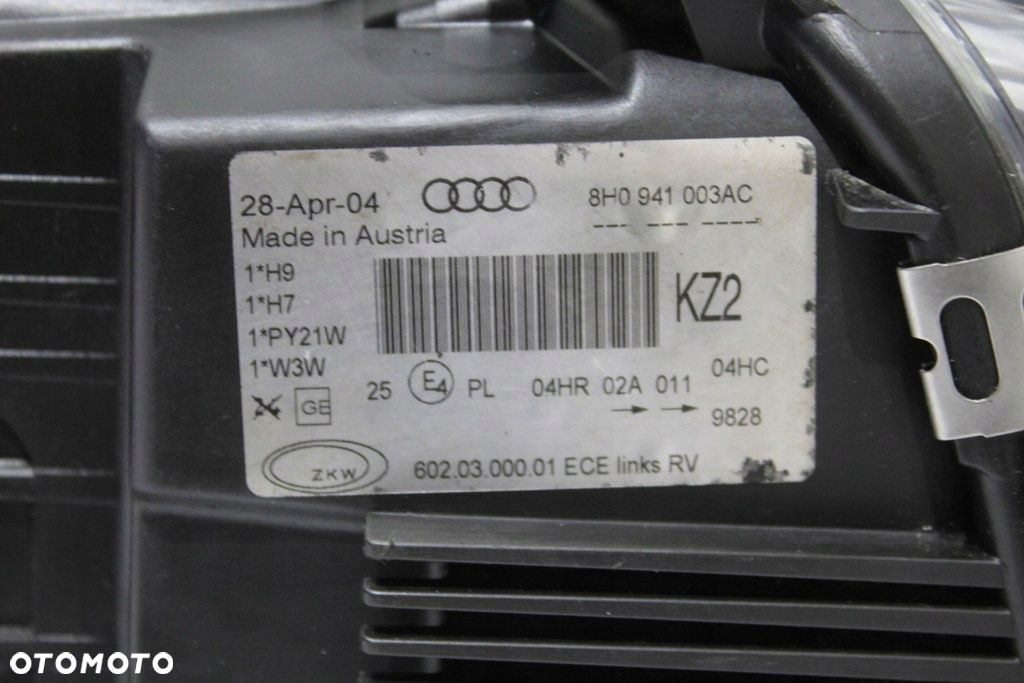 28-Apr-04
8H0 941 003AC
--- --- ----
Made in Austria
1*H9
1*H7
1*PY21W
1*W3W
KZ2
04HC
25 E4 PL 04HR 02A 011
9828
GE
ZKW
602.03.000.01 ECE links RV
OTOMOTO